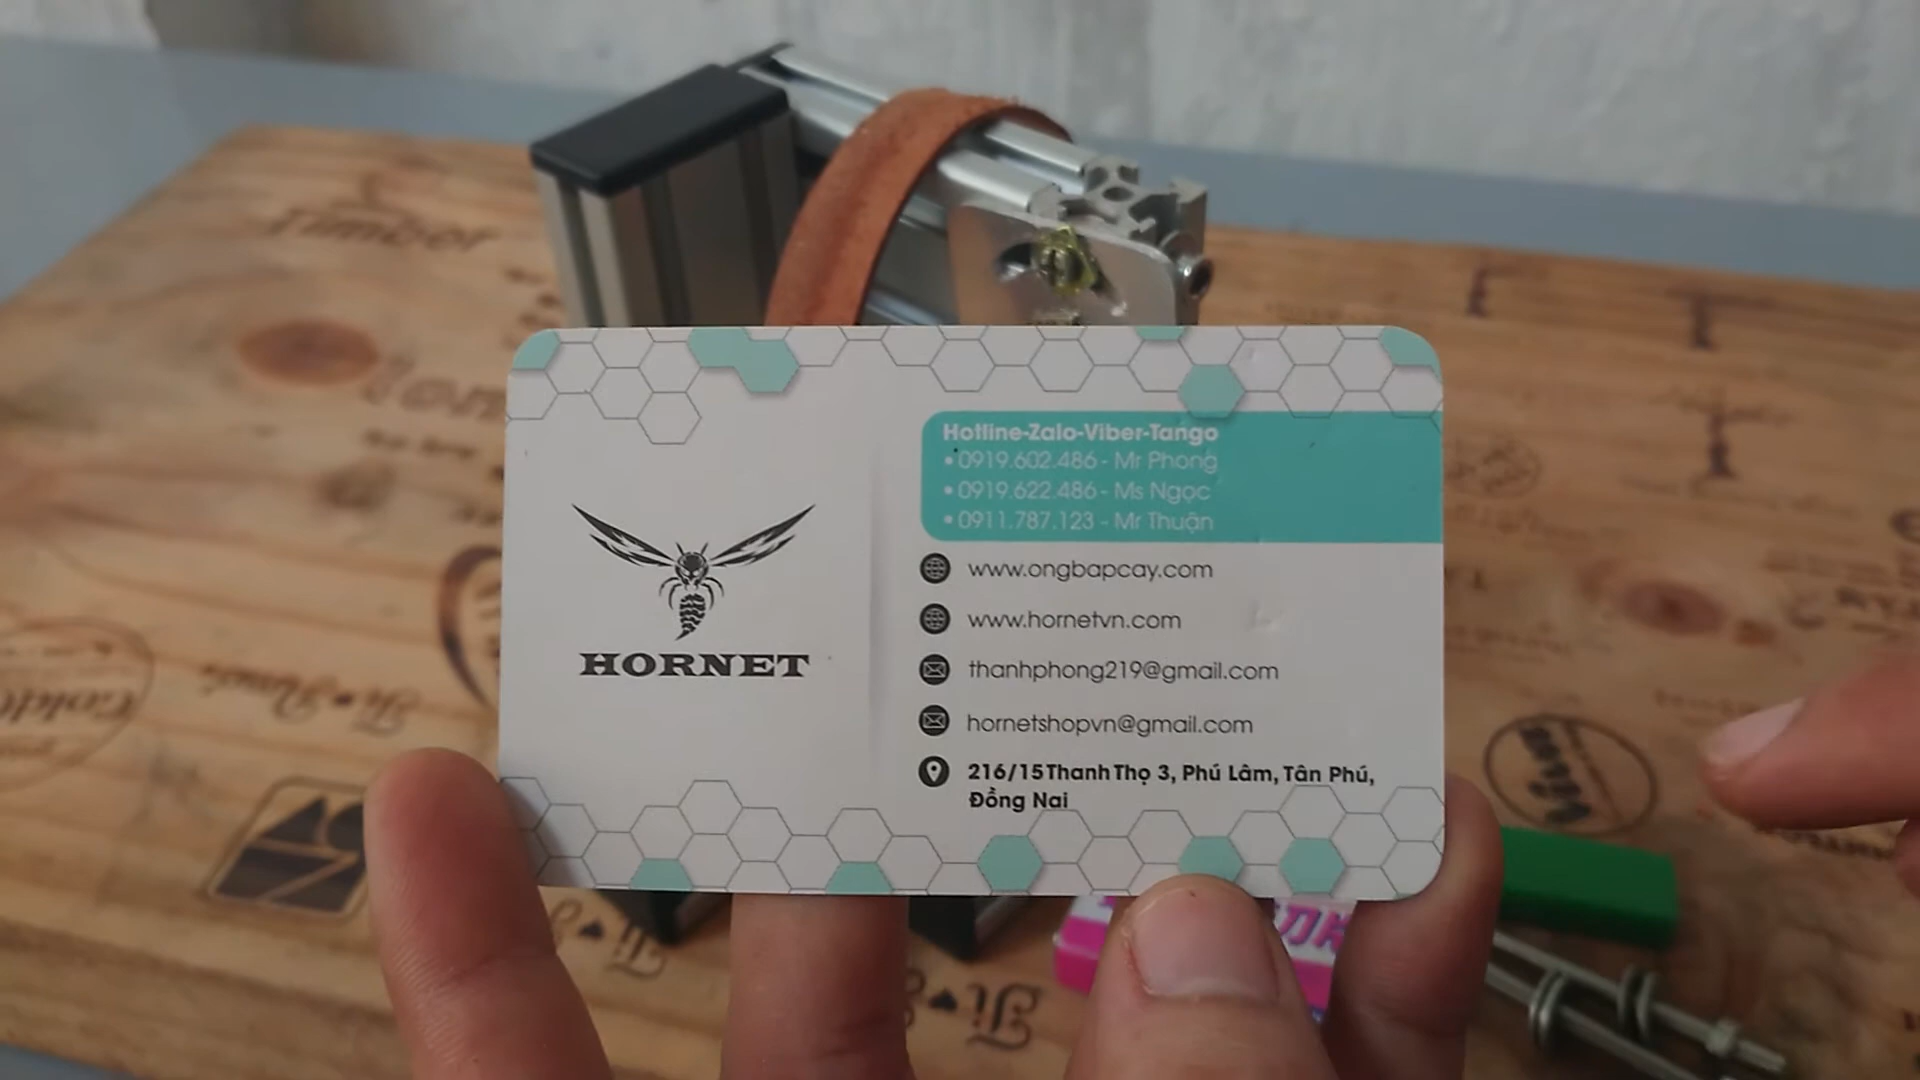 HORNET
Hotline-Zalo-Viber-Tango
• 0919.602.486 - Mr Phong
• 0919.622.486 - Ms Ngọc
• 0911.787.123 - Mr Thuận
www.ongbapcay.com
www.hornetvn.com
thanhphong219@gmail.com
hornetshopvn@gmail.com
216/15 Thanh Thọ 3, Phú Lâm, Tân Phú,
Đồng Nai
Timber